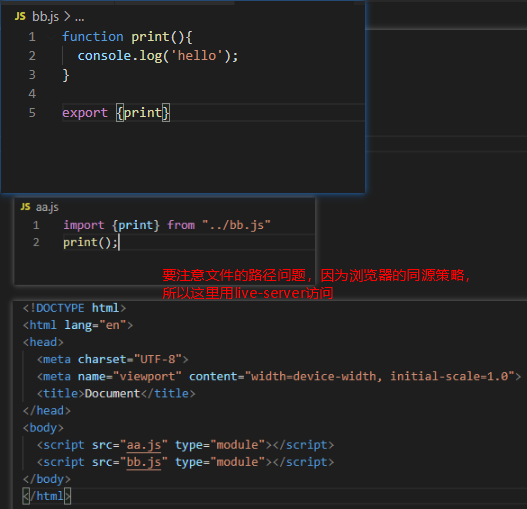 JS bb.js > ...
1 function print(){
2 console.log('hello');
3 }
4
5 export {print}
JS aa.js
1 import {print} from "../bb.js"
2 print();
要注意文件的路径问题，因为浏览器的同源策略，
所以这里用live-server访问
<!DOCTYPE html>
<html lang="en">
<head>
<meta charset="UTF-8">
<meta name="viewport" content="width=device-width, initial-scale=1.0">
<title>Document</title>
</head>
<body>
<script src="aa.js" type="module"></script>
<script src="bb.js" type="module"></script>
</body>
</html>